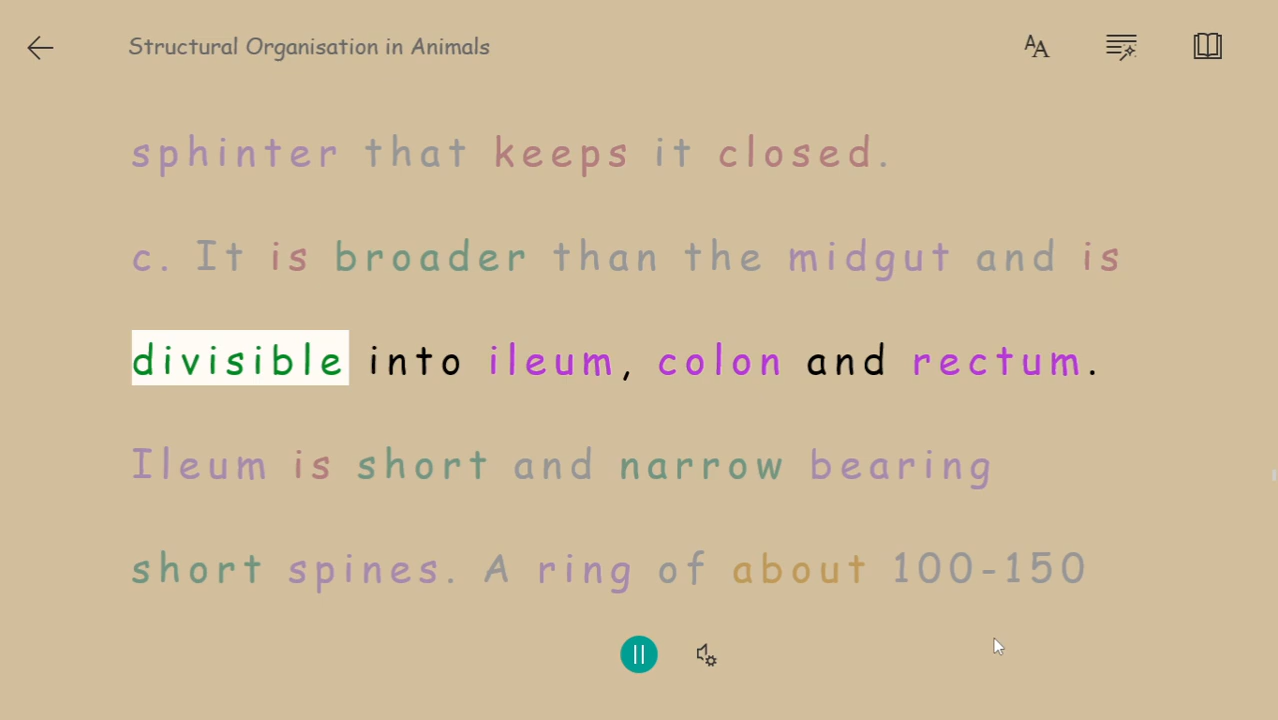 Structural Organisation in Animals
sphinter that keeps it closed.
c. It is broader than the midgut and is
divisible into ileum, colon and rectum.
Ileum is short and narrow bearing
short spines. A ring of about 100-150